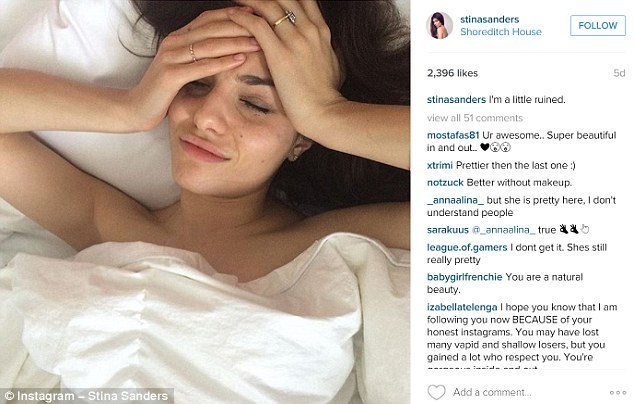 stinasanders
Shoreditch House
FOLLOW
2,396 likes
5d
stinasanders I'm a little ruined.
view all 51 comments
mostafas81 Ur awesome.. Super beautiful
in and out.. 
xtrimi Prettier then the last one :)
notzuck Better without makeup.
_annaalina_ but she is pretty here, I don't
understand people
sarakuus @_annaalina_ true
league.of.gamers I dont get it. Shes still
really pretty
babygirlfrenchie You are a natural
beauty.
izabellatelenga I hope you know that I am
following you now BECAUSE of your
honest instagrams. You may have lost
many vapid and shallow losers, but you
gained a lot who respect you. You're
gorgeous inside and out
Add a comment...
© Instagram – Stina Sanders